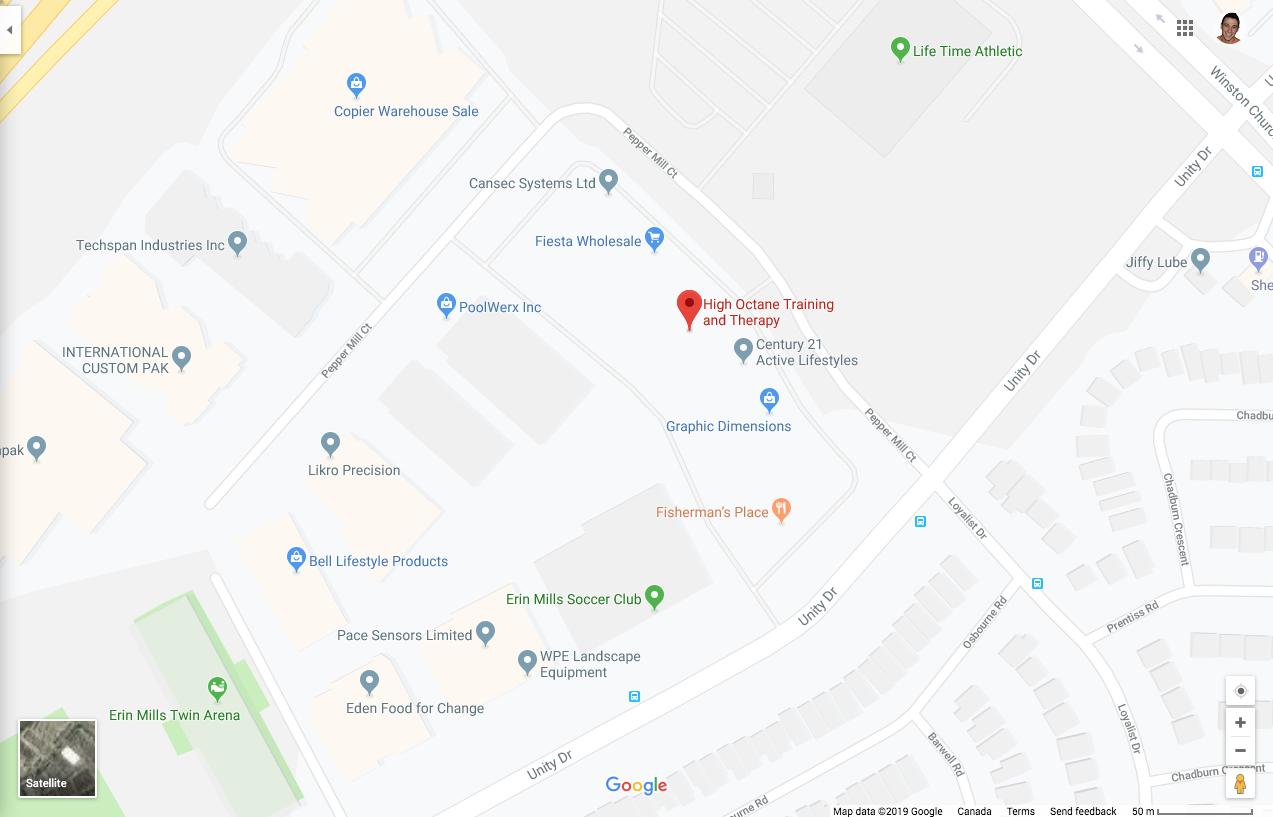 Life Time Athletic
Winston Churc
Copier Warehouse Sale
Pepper Mill Ct
Unity Dr
Cansec Systems Ltd
Fiesta Wholesale
Techspan Industries Inc
Jiffy Lube
She
PoolWerx Inc
High Octane Training
and Therapy
Century 21
Active Lifestyles
INTERNATIONAL
CUSTOM PAK
Pepper Mill Ct
Unity Dr
Graphic Dimensions
Chadbu
Pepper Mill Ct
pak
Likro Precision
Chadburn Crescent
Fisherman's Place
Loyalist Dr
Bell Lifestyle Products
Erin Mills Soccer Club
Unity Dr
Osbourne Rd
Prentiss Rd
Pace Sensors Limited
WPE Landscape
Equipment
Eden Food for Change
Erin Mills Twin Arena
Loyalist Dr
Barwell Rd
Unity Dr
Chadburn Crescent
Satellite
Google
bourne Rd
Map data ©2019 Google Canada Terms Send feedback 50 m